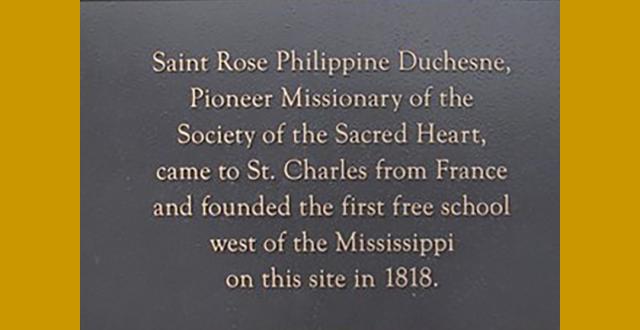 Saint Rose Philippine Duchesne,
Pioneer Missionary of the
Society of the Sacred Heart,
came to St. Charles from France
and founded the first free school
west of the Mississippi
on this site in 1818.